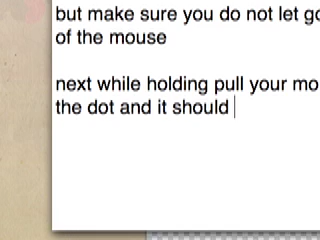 but make sure you do not let go
of the mouse
next while holding pull your
the dot and it should